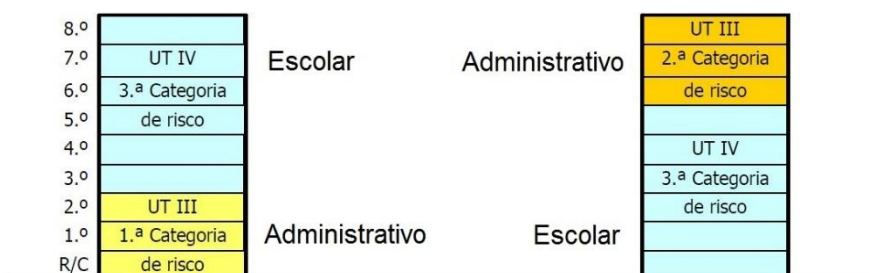 8.º
7.º UT IV Escolar
6.º 3.ª Categoria
5.º de risco
4.º
3.º
2.º UT III
1.º 1.ª Categoria Administrativo
R/C de risco
UT III
Administrativo 2.ª Categoria
de risco
UT IV
3.ª Categoria
de risco
Escolar